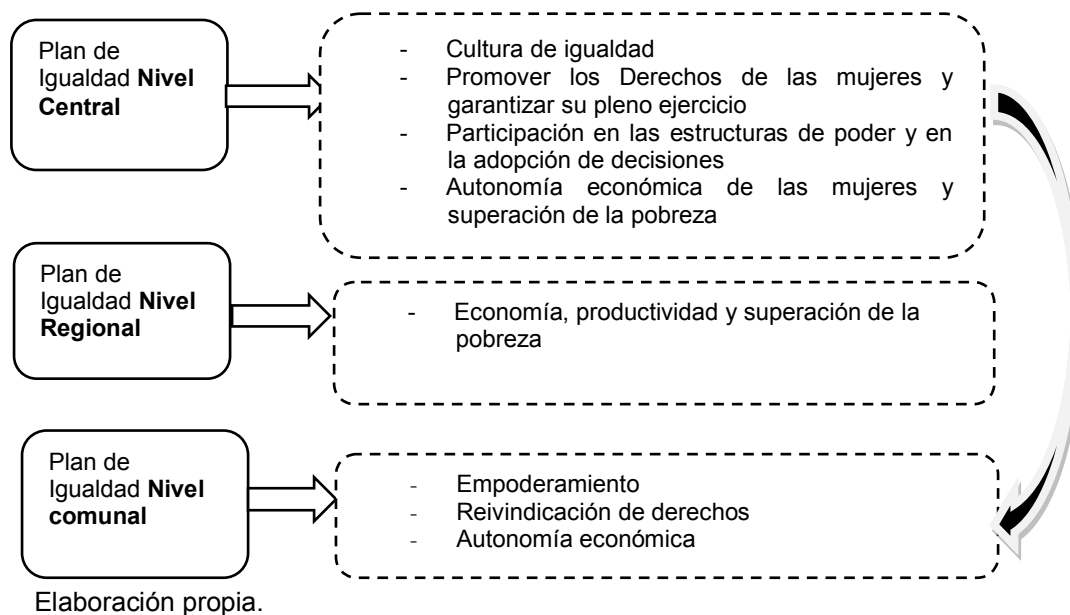 Plan de
Igualdad Nivel
Central
- Cultura de igualdad
- Promover los Derechos de las mujeres y
garantizar su pleno ejercicio
- Participación en las estructuras de poder y en
la adopción de decisiones
- Autonomía económica de las mujeres y
superación de la pobreza
Plan de
Igualdad Nivel
Regional
- Economía, productividad y superación de la
pobreza
Plan de
Igualdad Nivel
comunal
- Empoderamiento
- Reivindicación de derechos
- Autonomía económica
Elaboración propia.